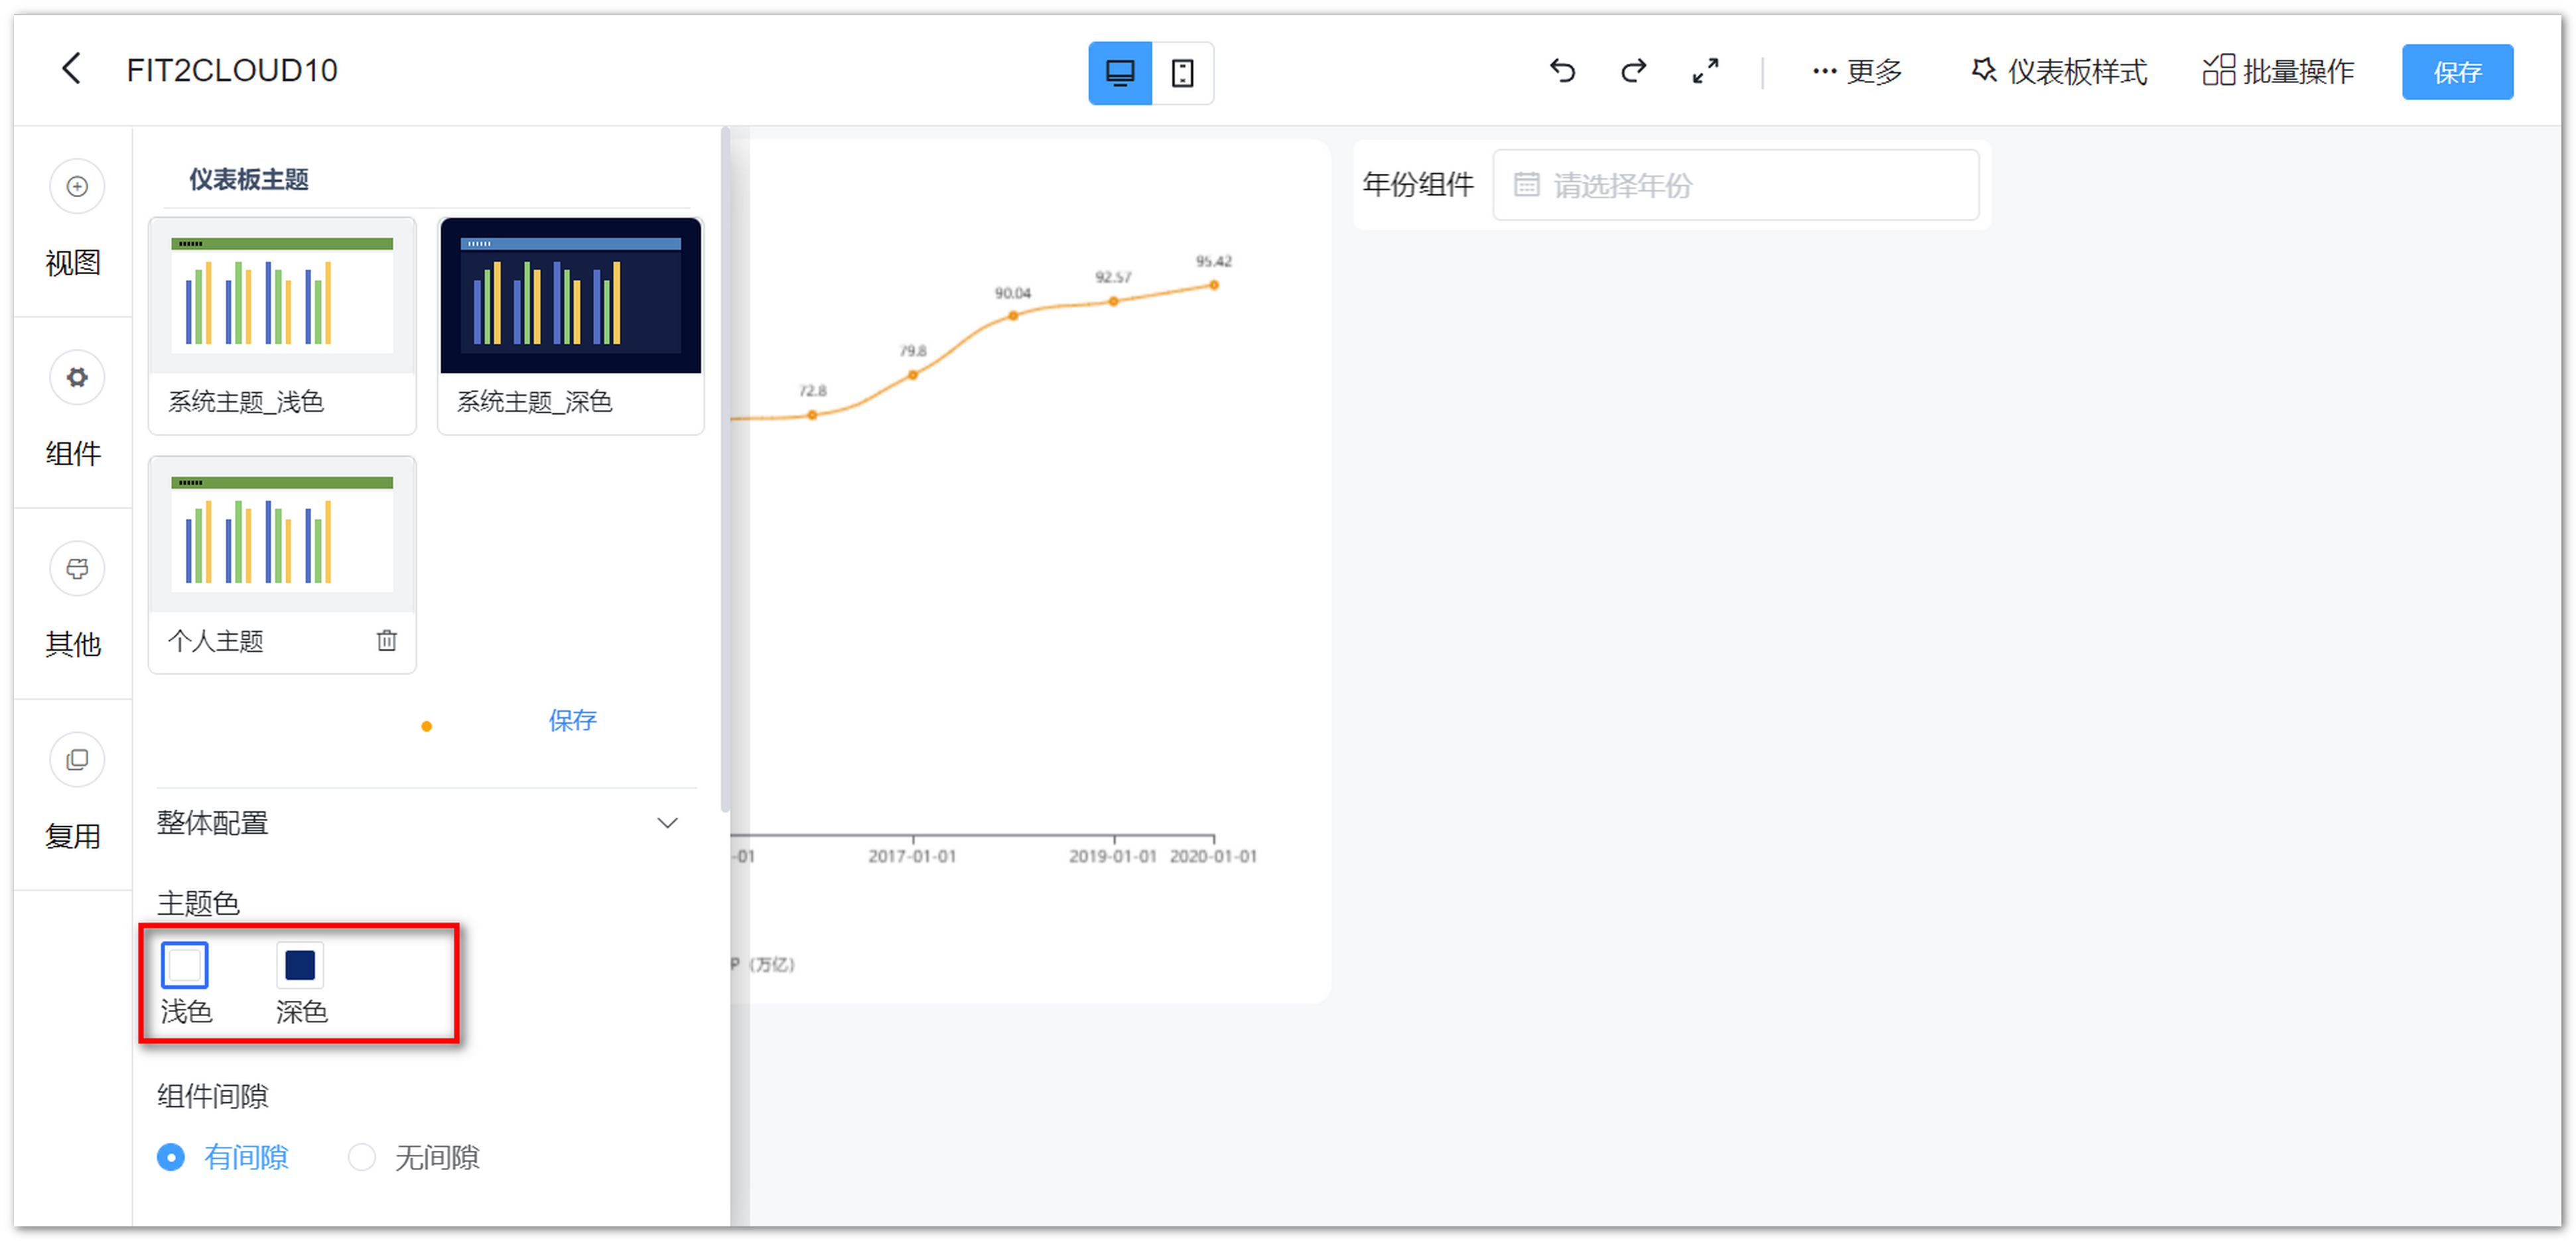 FIT2CLOUD10
更多
仪表板样式
批量操作
保存
视图
组件
其他
复用
仪表板主题
系统主题_浅色
系统主题_深色
个人主题
保存
整体配置
主题色
浅色
深色
组件间隙
有间隙
无间隙
年份组件
请选择年份
72.8
79.8
90.04
92.57
95.42
-01
2017-01-01
2019-01-01
2020-01-01
P（万亿）